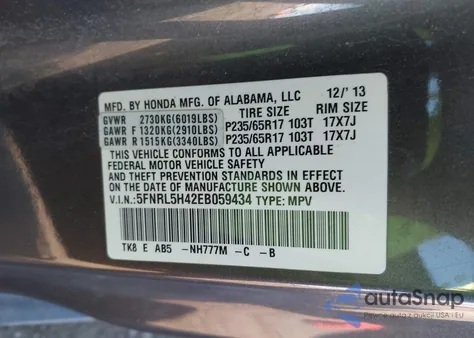 MFD. BY HONDA MFG. OF ALABAMA, LLC 12/'13
GVWR 2730KG(6019LBS) TIRE SIZE RIM SIZE
GAWR F 1320KG(2910LBS) P235/65R17 103T 17X7J
GAWR R 1515KG(3340LBS) P235/65R17 103T 17X7J
THIS VEHICLE CONFORMS TO ALL APPLICABLE
FEDERAL MOTOR VEHICLE SAFETY
AND THEFT PREVENTION STANDARDS IN
EFFECT ON THE DATE OF MANUFACTURE
SHOWN ABOVE.
V.I.N.:5FNRL5H42EB059434 TYPE: MPV
TK8 E AB5 -NH777M -C -B
autoSnap